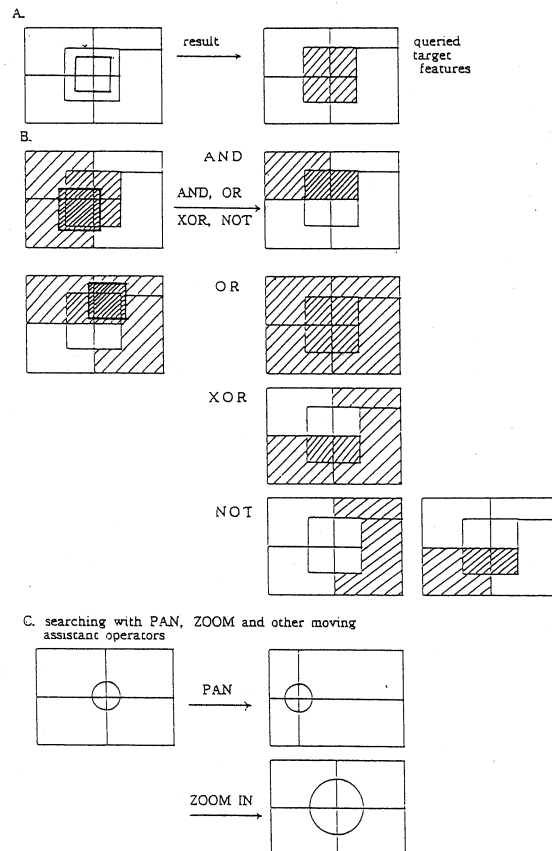 A.
result
queried
target
features
B.
AND
AND, OR
XOR, NOT
OR
XOR
NOT
C. searching with PAN, ZOOM and other moving
assistant operators
PAN
ZOOM IN